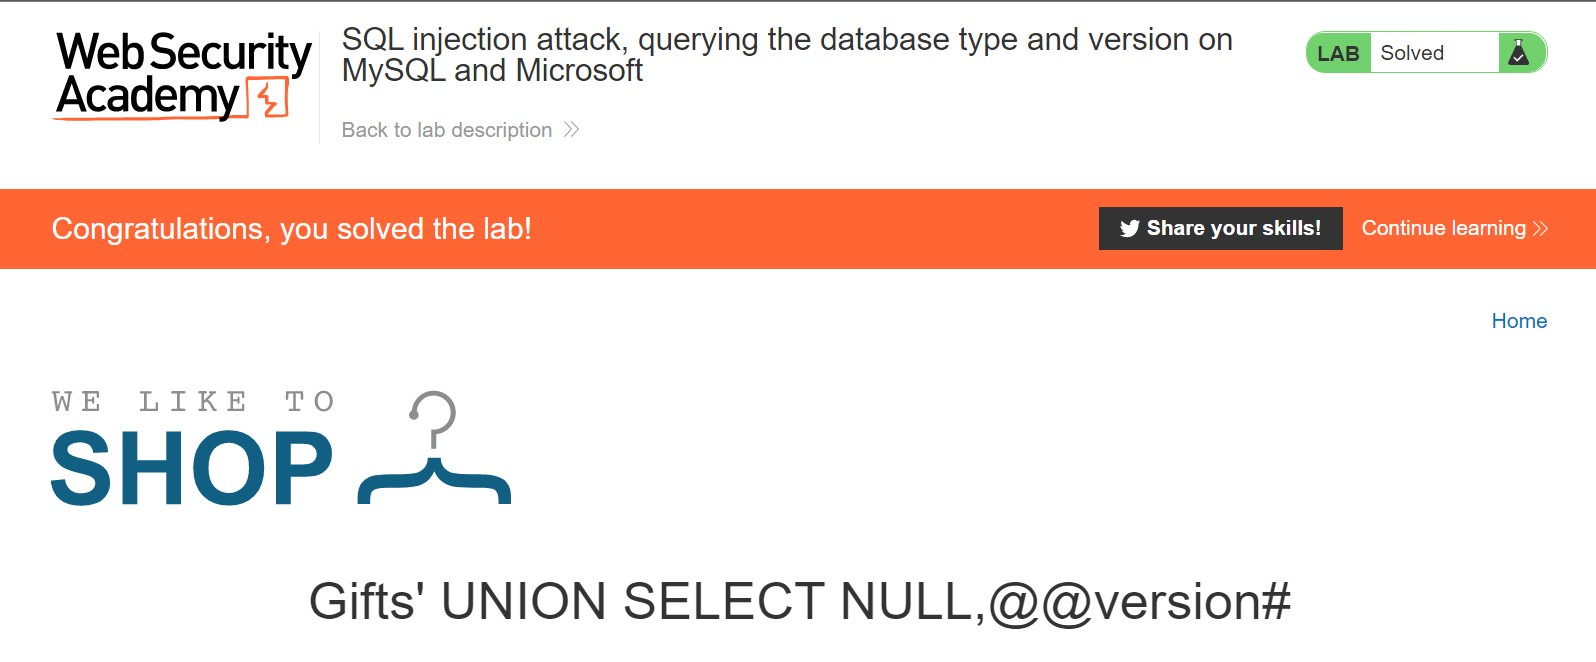 Web Security
Academy
SQL injection attack, querying the database type and version on
MySQL and Microsoft
Back to lab description
LAB Solved
Congratulations, you solved the lab!
Share your skills!
Continue learning
Home
WE LIKE TO
SHOP
Gifts' UNION SELECT NULL,@@version#